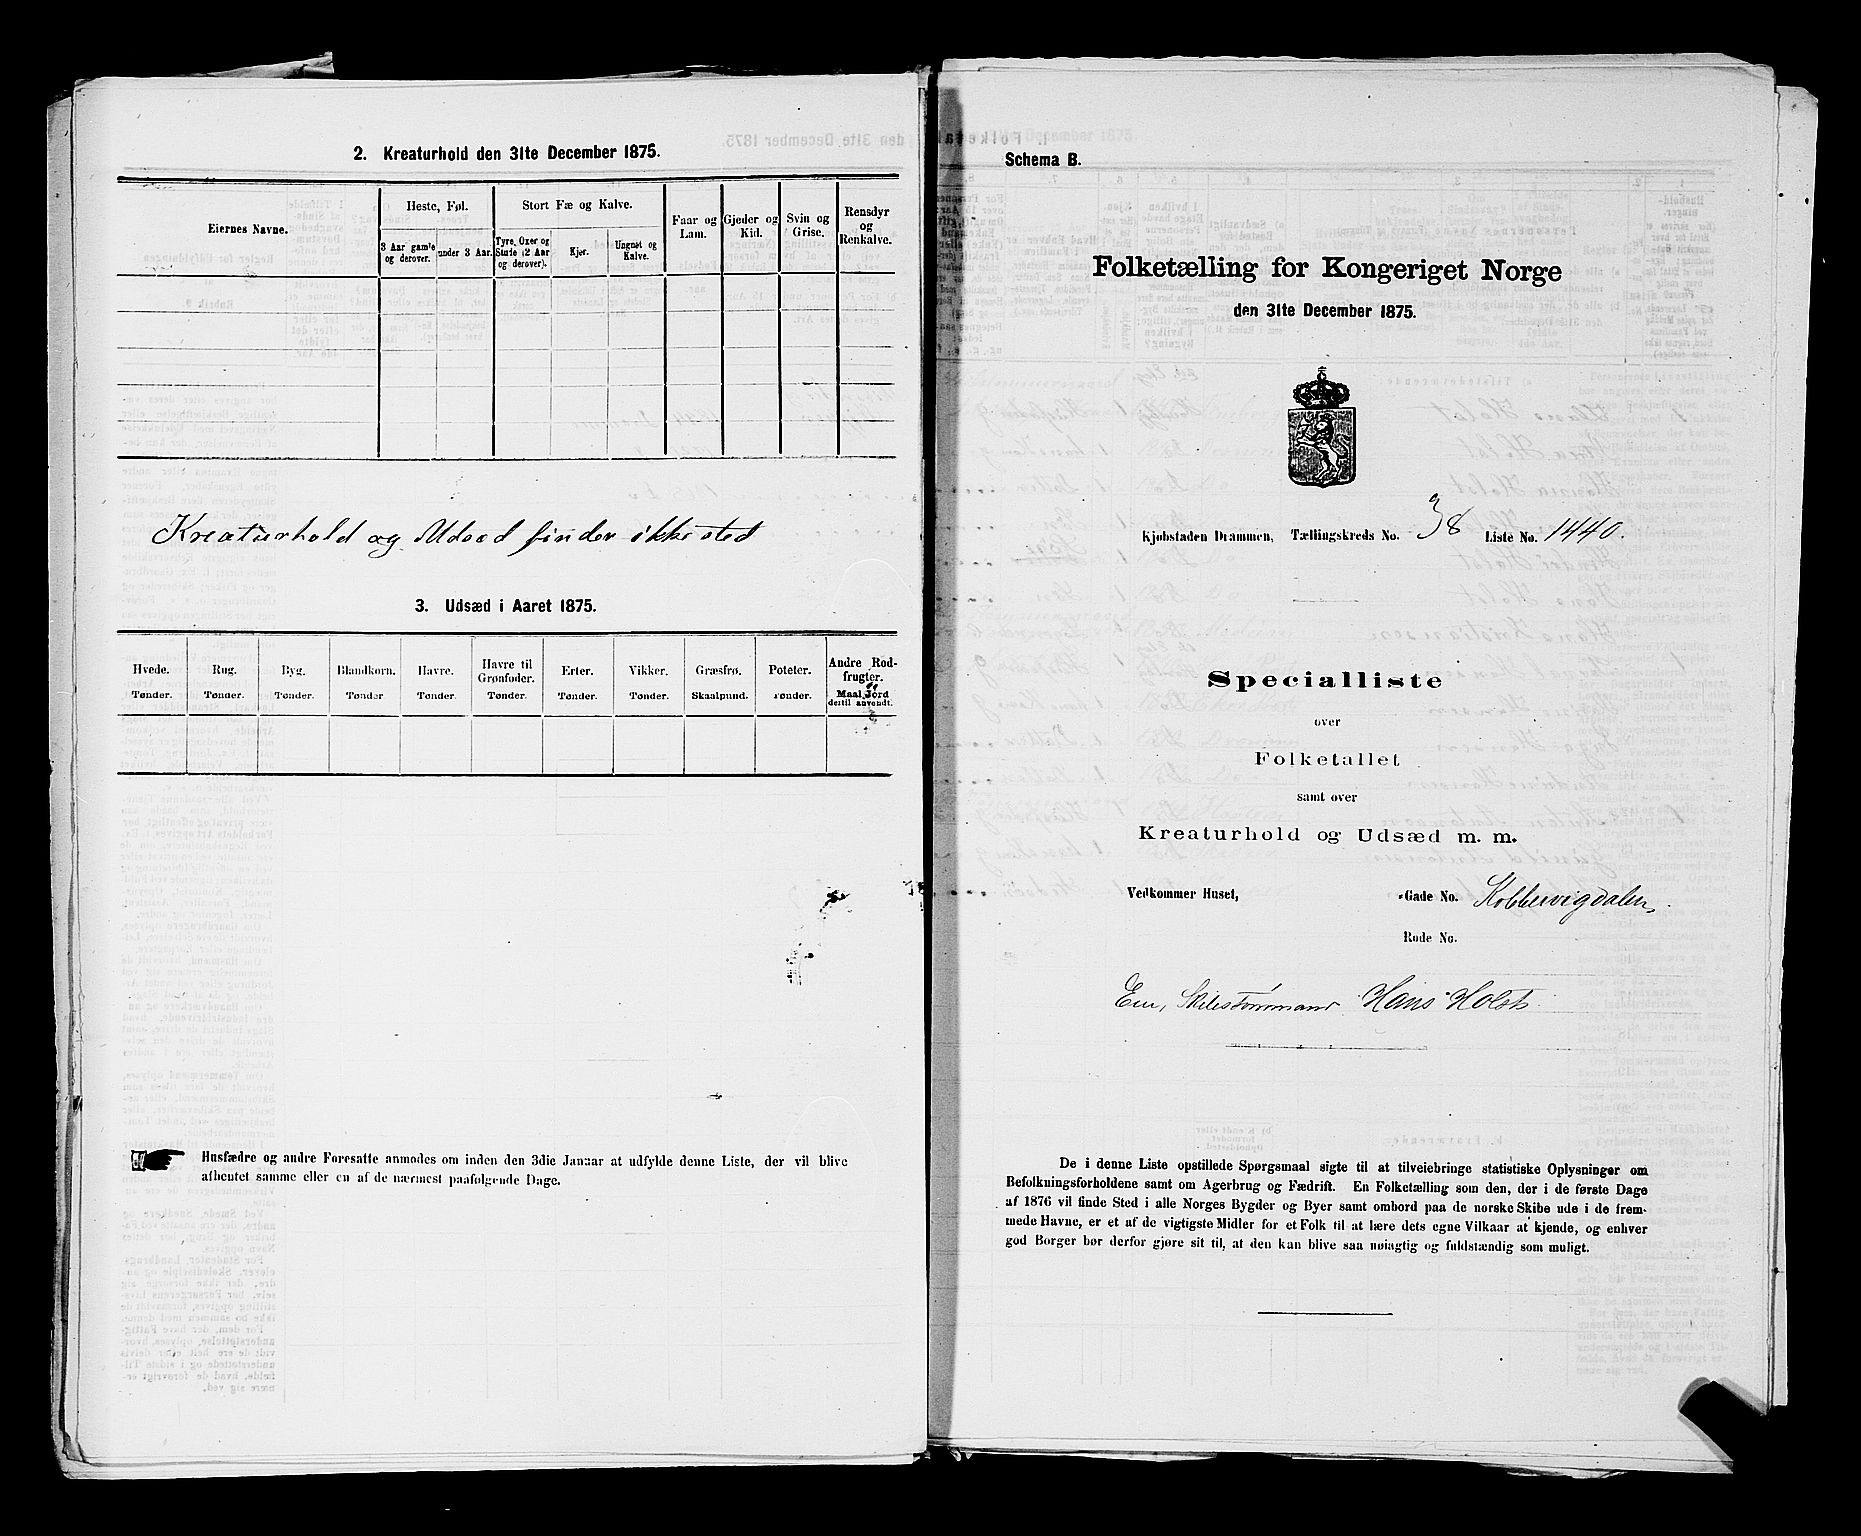 2. Kreaturhold den 31te December 1875.
Eiernes Navne.
Heste, Føl.
Stort Fæ og Kalve.
Faar og Lam.
Gjeder og Kid.
Svin og Grise.
Rensdyr og Renkalve.
3 Aar gamle og derover.
under 3 Aar.
Tyre, Oxer og Stude (2 Aar og derover).
Kjør.
Ungnøt og Kalve.
Kreaturhold og Udsæd finder ikke sted
3. Udsæd i Aaret 1875.
Hvede. Tønder.
Rug. Tønder.
Byg. Tønder.
Blandkorn. Tønder
Havre. Tønder.
Havre til Grønfoder. Tønder.
Erter. Tønder.
Vikker. Tønder.
Græsfrø. Skaalpund.
Poteter. Tønder.
Andre Rodfrugter. Maal Jord dertil anvendt.
Husfædre og andre Foresatte anmodes om inden den 3die Januar at udfylde denne Liste, der vil blive
afhentet samme eller en af de nærmest paafølgende Dage.
Schema B.
Folketælling for Kongeriget Norge
den 31te December 1875.
Kjøbstaden Drammen, Tællingskreds No. 38 Liste No. 1440.
Specialliste
over
Folketallet
samt over
Kreaturhold og Udsæd m. m.
Vedkommer Huset, -Gade No. Kobbervigdalen
Rode No.
Eier, Hans Holst
De i denne Liste opstillede Spørgsmaal sigte til at tilveiebringe statistiske Oplysninger om
Befolkningsforholdene samt om Agerbrug og Fædrift. En Folketælling som den, der i de første Dage
af 1876 vil finde Sted i alle Norges Bygder og Byer samt ombord paa de norske Skibe ude i de frem-
mede Havne, er et af de vigtigste Midler for et Folk til at lære dets egne Vilkaar at kjende, og enhver
god Borger bør derfor gjøre sit til, at den kan blive saa nøiagtig og fuldstændig som muligt.